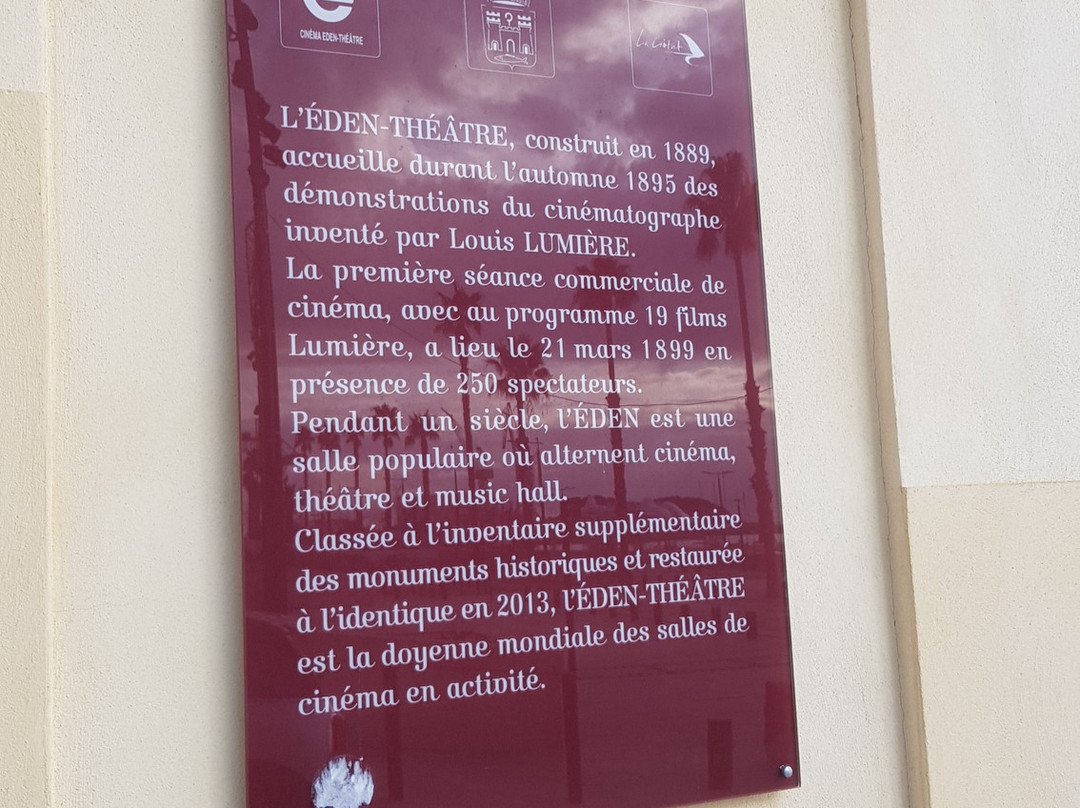 CINÉMA EDEN-THÉÂTRE
La Ciotat
L'ÉDEN-THÉÂTRE, construit en 1889,
accueille durant l'automne 1895 des
démonstrations du cinématographe
inventé par Louis LUMIÈRE.
La première séance commerciale de
cinéma, avec au programme 19 films
Lumière, a lieu le 21 mars 1899 en
présence de 250 spectateurs.
Pendant un siècle, l'ÉDEN est une
salle populaire où alternent cinéma,
théâtre et music hall.
Classée à l'inventaire supplémentaire
des monuments historiques et restaurée
à l'identique en 2013, l'ÉDEN-THÉÂTRE
est la doyenne mondiale des salles de
cinéma en activité.